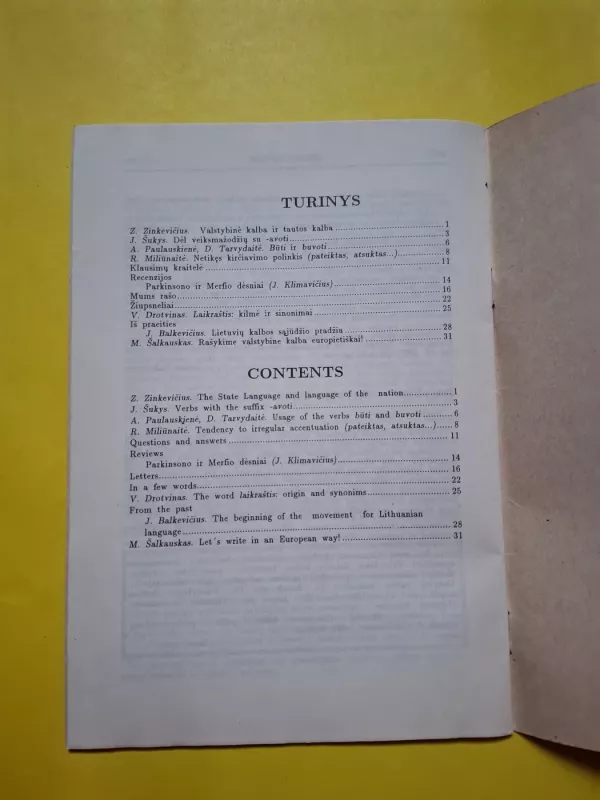 TURINYS
Z. Zinkevičius. Valstybinė kalba ir tautos kalba ........ 1
J. Šukys. Dėl veiksmažodžių su -avoti ........ 3
A. Paulauskienė, D. Tarvydaitė. Būti ir buvoti ........ 6
R. Miliūnaitė. Netikęs kirčiavimo polinkis (pateiktas, atsuktas...) ........ 8
Klausimų kraitelė ........ 11
Recenzijos
Parkinsono ir Merfio dėsniai (J. Klimavičius) ........ 14
Mums rašo ........ 16
Žiupsneliai ........ 22
V. Drotvinas. Laikraštis: kilmė ir sinonimai ........ 25
Iš praeities
J. Balkevičius. Lietuvių kalbos sąjūdžio pradžia ........ 28
M. Šalkauskas. Rašykime valstybine kalba europietiškai! ........ 31
CONTENTS
Z. Zinkevičius. The State Language and language of the nation ........ 1
J. Šukys. Verbs with the suffix -avoti ........ 3
A. Paulauskienė, D. Tarvydaitė. Usage of the verbs būti and buvoti ........ 6
R. Miliūnaitė. Tendency to irregular accentuation (pateiktas, atsuktas...) ........ 8
Questions and answers ........ 11
Reviews
Parkinsono ir Merfio dėsniai (J. Klimavičius) ........ 14
Letters ........ 16
In a few words ........ 22
V. Drotvinas. The word laikraštis: origin and synonims ........ 25
From the past
J. Balkevičius. The beginning of the movement for Lithuanian
language ........ 28
M. Šalkauskas. Let's write in an European way! ........ 31